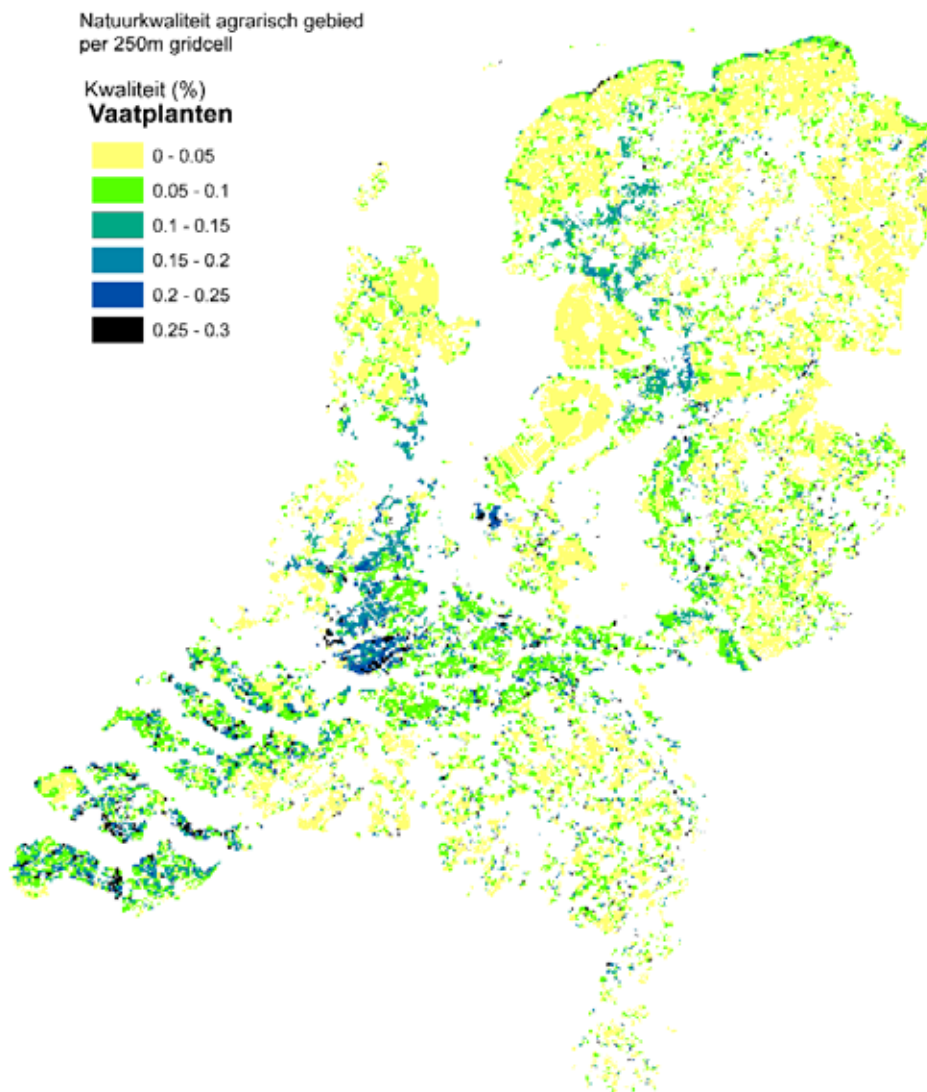 Natuurkwaliteit agrarisch gebied
per 250m gridcell
Kwaliteit (%)
Vaatplanten
0 - 0.05
0.05 - 0.1
0.1 - 0.15
0.15 - 0.2
0.2 - 0.25
0.25 - 0.3